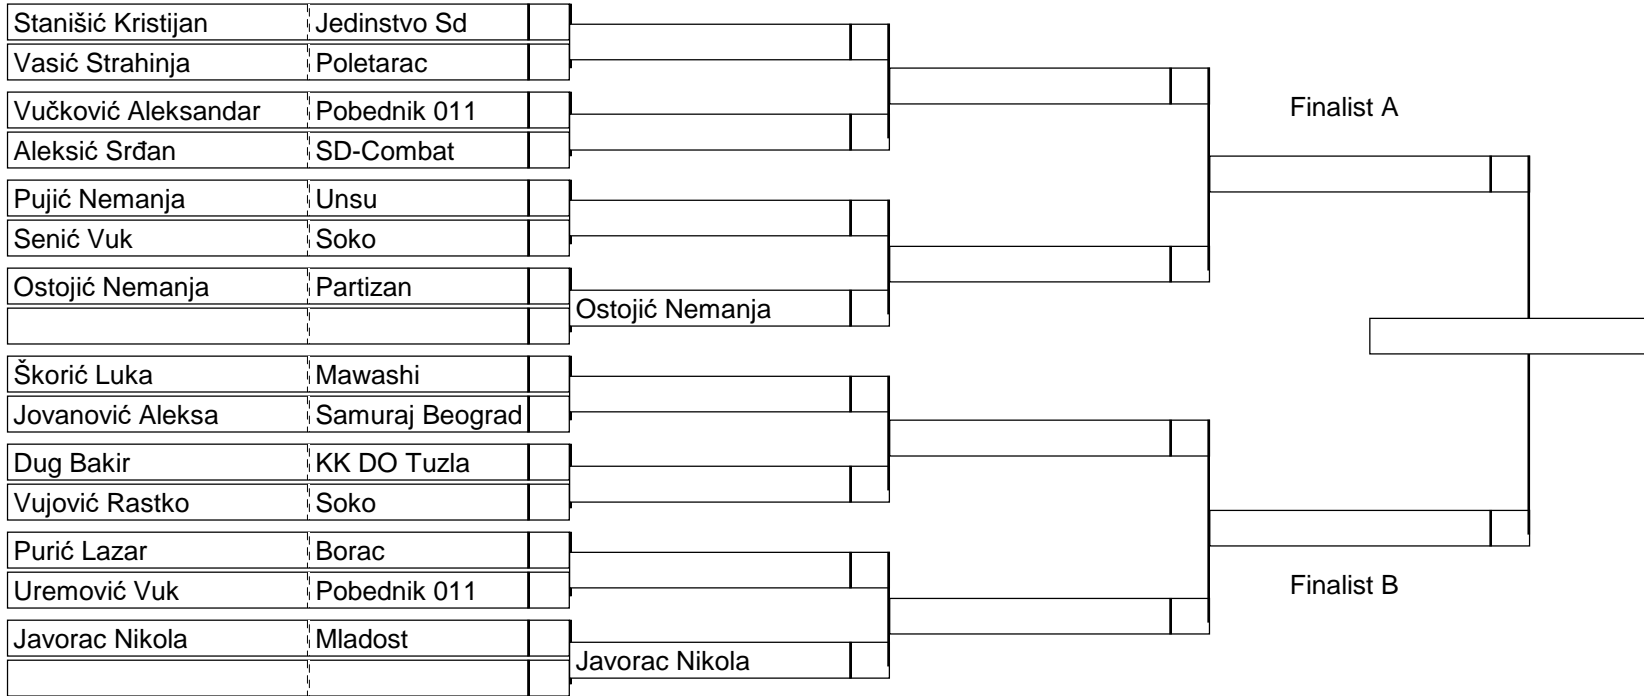 Stanišić Kristijan Jedinstvo Sd
Vasić Strahinja Poletarac
Finalist A
Vučković Aleksandar Pobednik 011
Aleksić Srđan SD-Combat
Pujić Nemanja Unsu
Senić Vuk Soko
Ostojić Nemanja Partizan
Ostojić Nemanja
Škorić Luka Mawashi
Jovanović Aleksa Samuraj Beograd
Dug Bakir KK DO Tuzla
Vujović Rastko Soko
Purić Lazar Borac
Uremović Vuk Pobednik 011
Finalist B
Javorac Nikola Mladost
Javorac Nikola